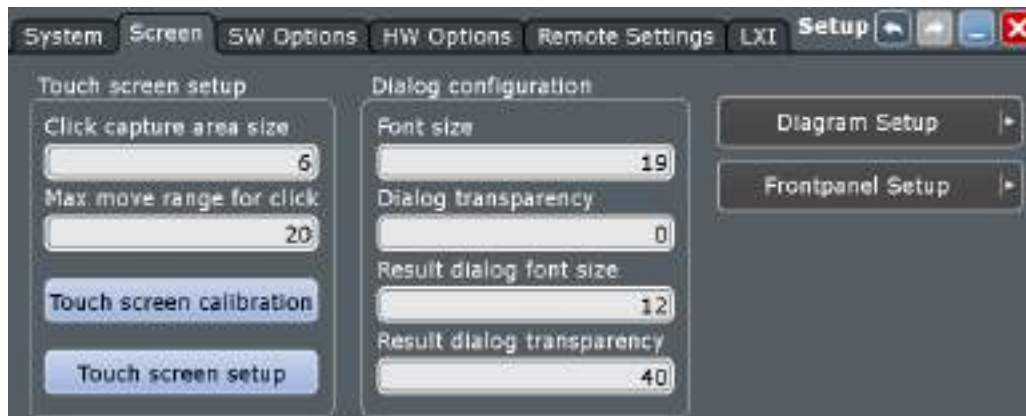 System Screen SW Options HW Options Remote Settings LXI Setup
Touch screen setup
Click capture area size
6
Max move range for click
20
Touch screen calibration
Touch screen setup
Dialog configuration
Font size
19
Dialog transparency
0
Result dialog font size
12
Result dialog transparency
40
Diagram Setup
Frontpanel Setup